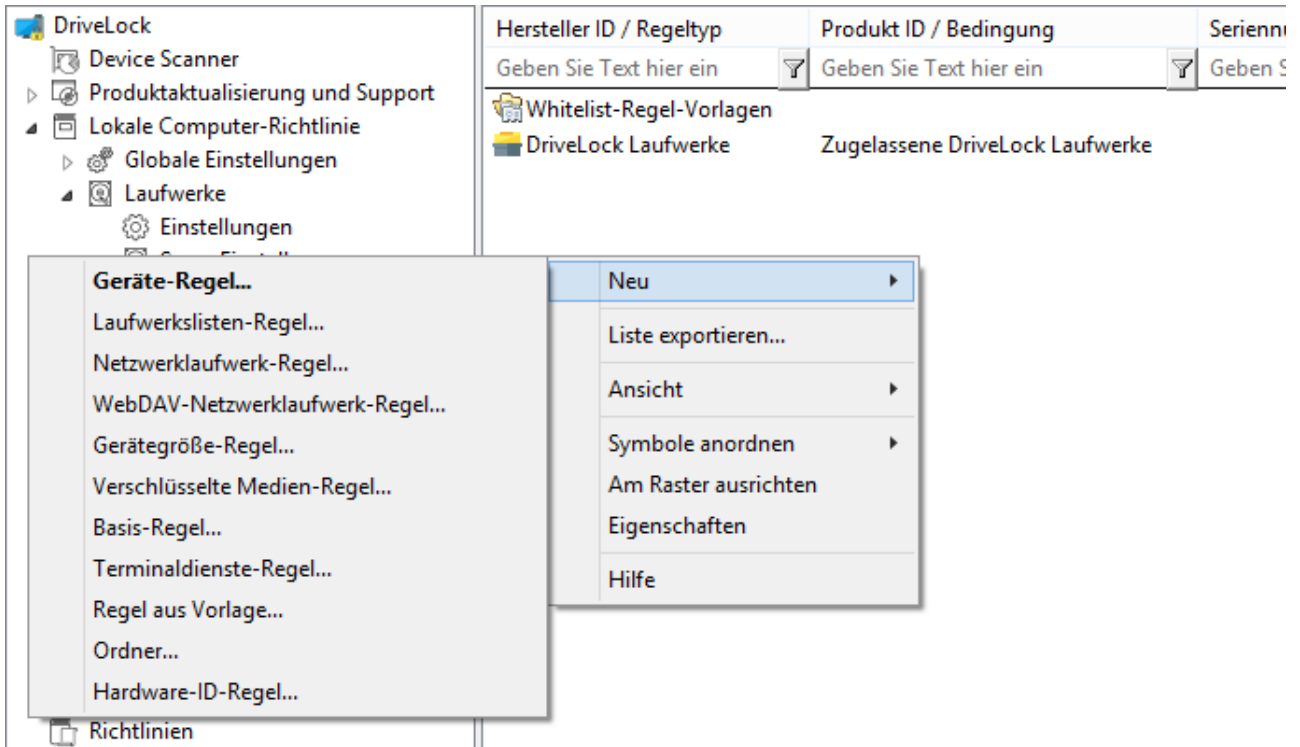 DriveLock
Device Scanner
Produktaktualisierung und Support
Lokale Computer-Richtlinie
Globale Einstellungen
Laufwerke
Einstellungen
Hersteller ID / Regeltyp Produkt ID / Bedingung Seriennu
Geben Sie Text hier ein Geben Sie Text hier ein Geben S
Whitelist-Regel-Vorlagen
DriveLock Laufwerke Zugelassene DriveLock Laufwerke
Geräte-Regel...
Laufwerkslisten-Regel...
Netzwerklaufwerk-Regel...
WebDAV-Netzwerklaufwerk-Regel...
Gerätegröße-Regel...
Verschlüsselte Medien-Regel...
Basis-Regel...
Terminaldienste-Regel...
Regel aus Vorlage...
Ordner...
Hardware-ID-Regel...
Neu
Liste exportieren...
Ansicht
Symbole anordnen
Am Raster ausrichten
Eigenschaften
Hilfe
Richtlinien